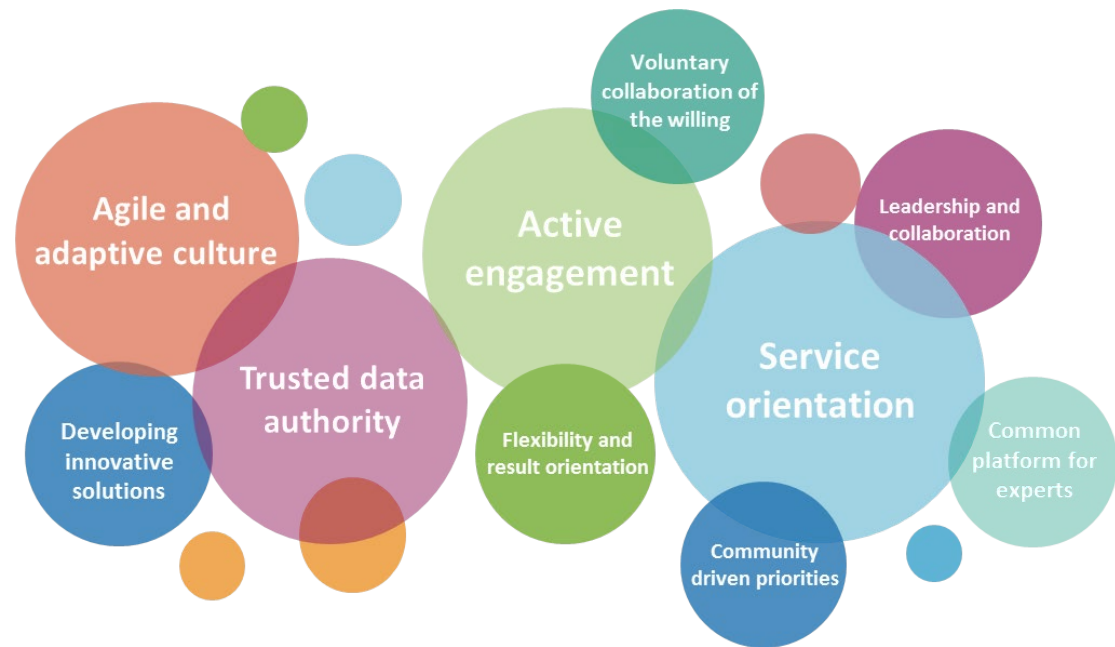 Voluntary
collaboration of
the willing
Agile and
adaptive culture
Active
engagement
Leadership and
collaboration
Trusted data
authority
Service
orientation
Developing
innovative
solutions
Flexibility and
result orientation
Common
platform for
experts
Community
driven priorities